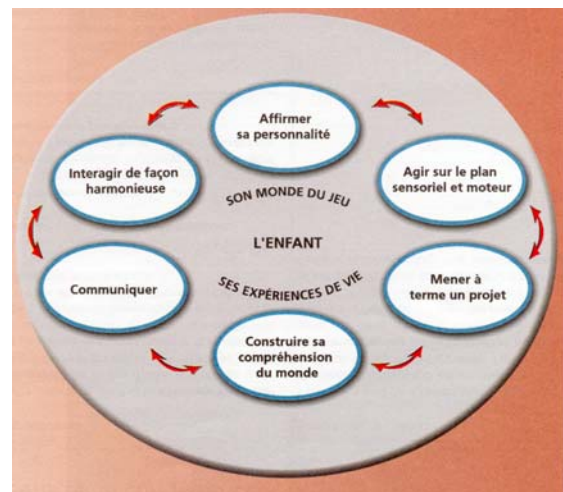 Affirmer
sa personnalité
Interagir de façon
harmonieuse
Agir sur le plan
sensoriel et moteur
SON MONDE DU JEU
L'ENFANT
SES EXPÉRIENCES DE VIE
Communiquer
Mener à
terme un projet
Construire sa
compréhension
du monde